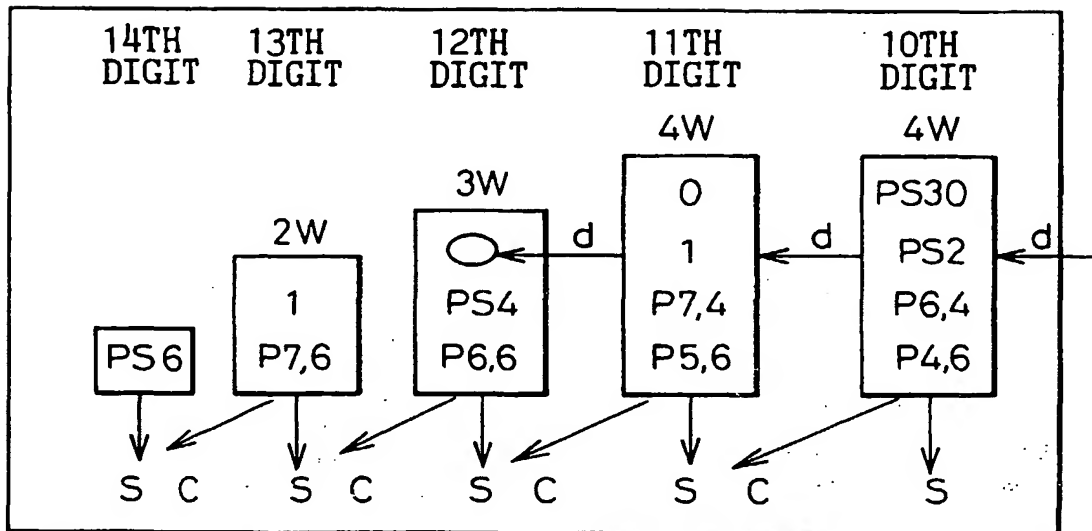 14TH DIGIT
13TH DIGIT
12TH DIGIT
11TH DIGIT
10TH DIGIT
4W 4W
3W
2W
0 PS30
d d d
1 PS2
1 PS4 P7,4 P6,4
PS6 P7,6 P6,6 P5,6 P4,6
S C S C S C S C S